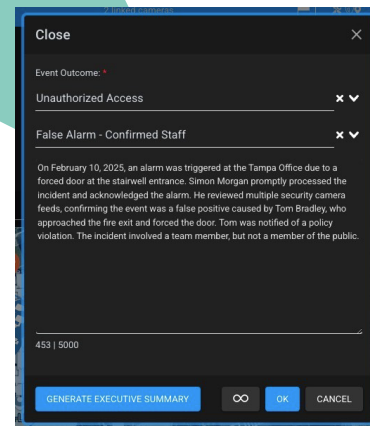 2 linked cameras
Close
Event Outcome: *
Unauthorized Access
False Alarm - Confirmed Staff
On February 10, 2025, an alarm was triggered at the Tampa Office due to a
forced door at the stairwell entrance. Simon Morgan promptly processed the
incident and acknowledged the alarm. He reviewed multiple security camera
feeds, confirming the event was a false positive caused by Tom Bradley, who
approached the fire exit and forced the door. Tom was notified of a policy
violation. The incident involved a team member, but not a member of the public.
453 | 5000
GENERATE EXECUTIVE SUMMARY
OK
CANCEL